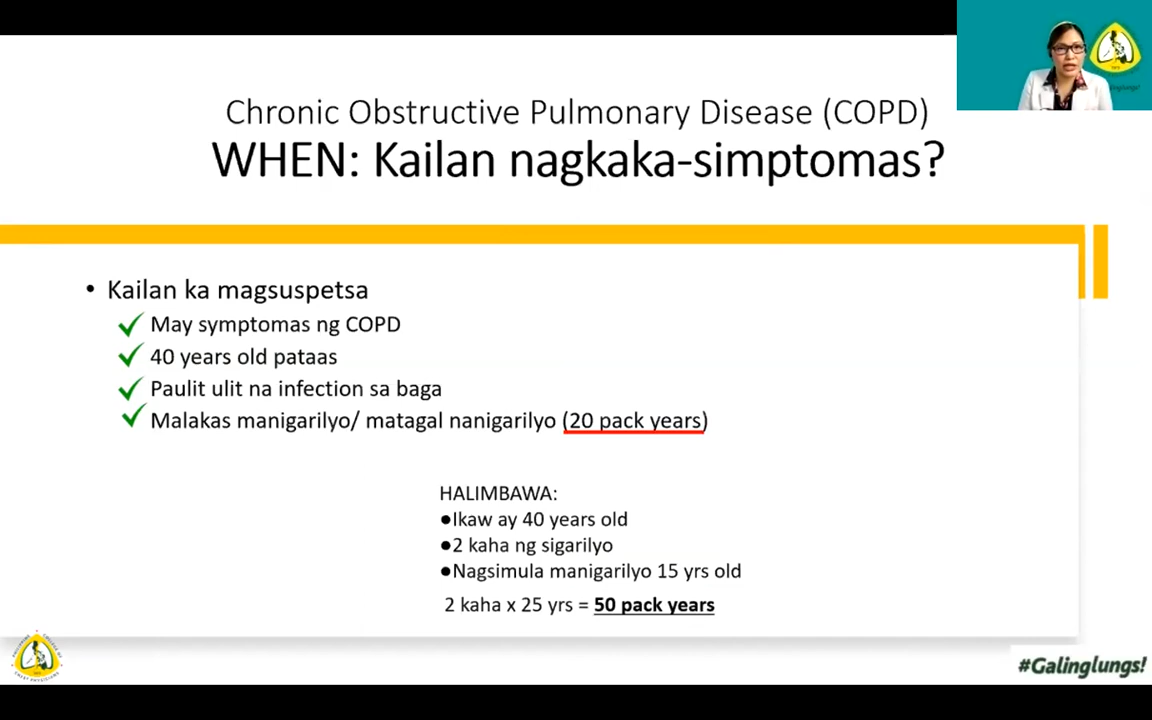 Chronic Obstructive Pulmonary Disease (COPD)
WHEN: Kailan nagkaka-simptomas?
• Kailan ka magsuspetsa
May symptomas ng COPD
40 years old pataas
Paulit ulit na infection sa baga
Malakas manigarilyo/ matagal nanigarilyo (20 pack years)
HALIMBAWA:
●Ikaw ay 40 years old
●2 kaha ng sigarilyo
●Nagsimula manigarilyo 15 yrs old
2 kaha x 25 yrs = 50 pack years
#Galinglungs!